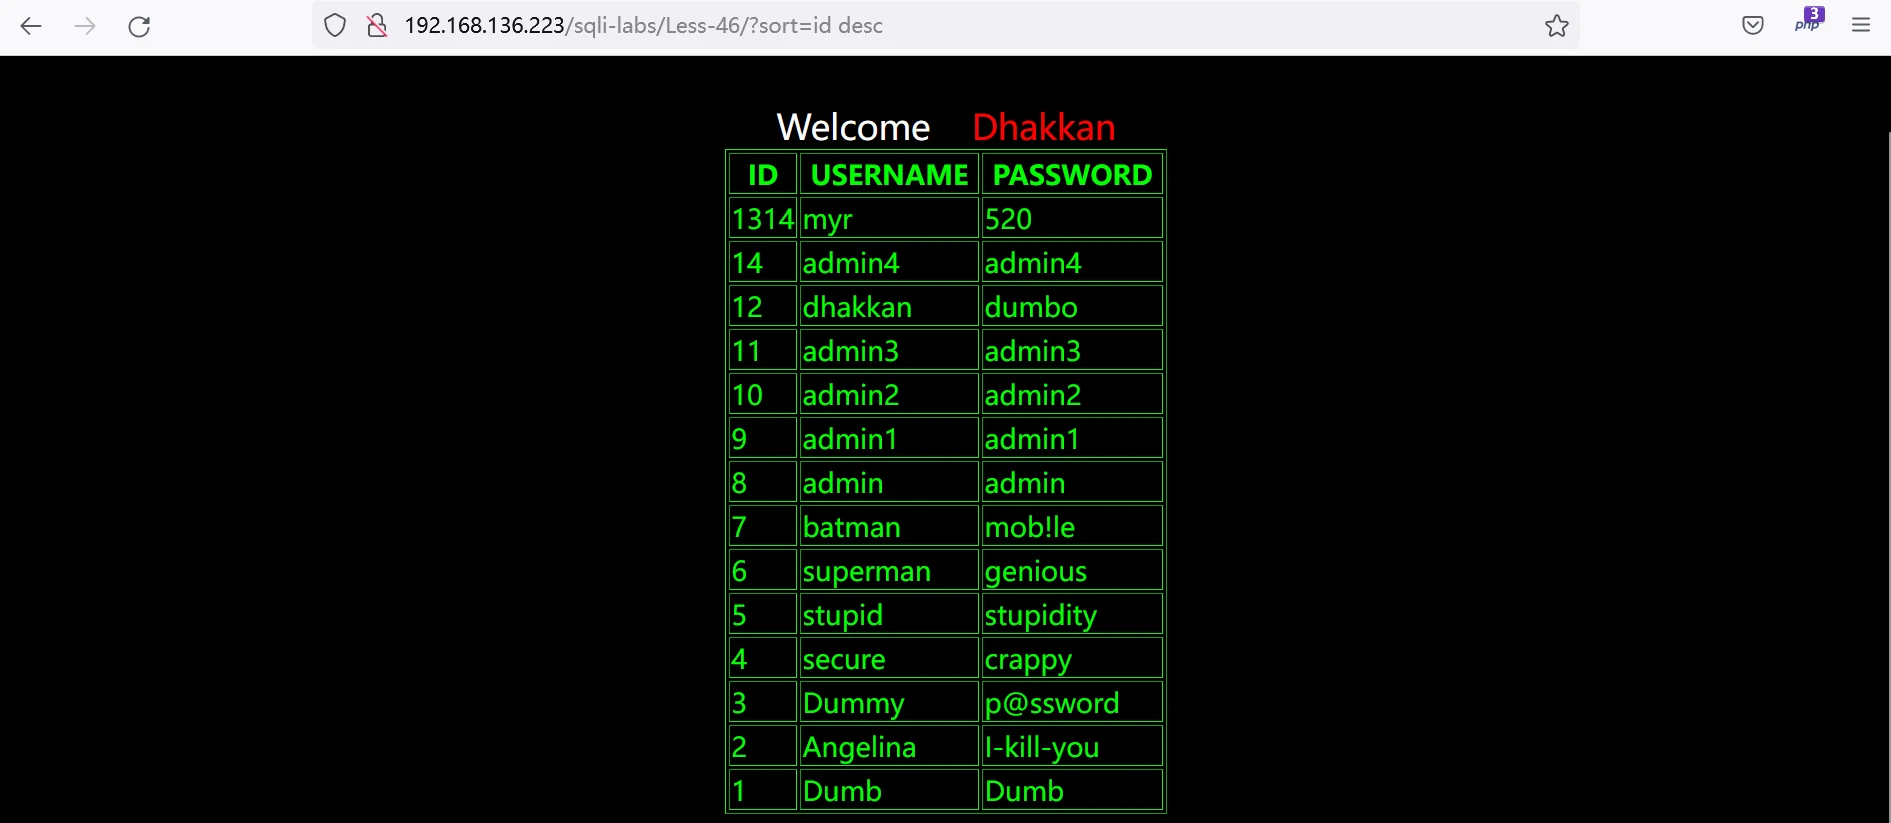 192.168.136.223/sqli-labs/Less-46/?sort=id desc
3
php
Welcome Dhakkan
ID USERNAME PASSWORD
1314 myr 520
14 admin4 admin4
12 dhakkan dumbo
11 admin3 admin3
10 admin2 admin2
9 admin1 admin1
8 admin admin
7 batman mob!le
6 superman genious
5 stupid stupidity
4 secure crappy
3 Dummy p@ssword
2 Angelina I-kill-you
1 Dumb Dumb